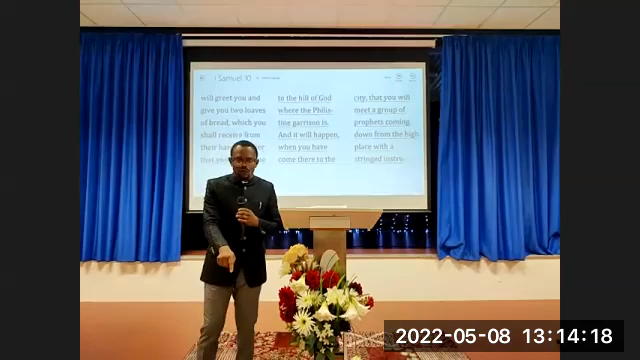 1 Samuel 10
will greet you and
give you two loaves
of bread, which you
shall receive from
their
that
to the hill of God
where the Philis-
tine garrison is.
And it will happen,
when you have
come there to the
city, that you will
meet a group of
prophets coming
down from the high
place with a
stringed instru-
2022-05-08 13:14:18